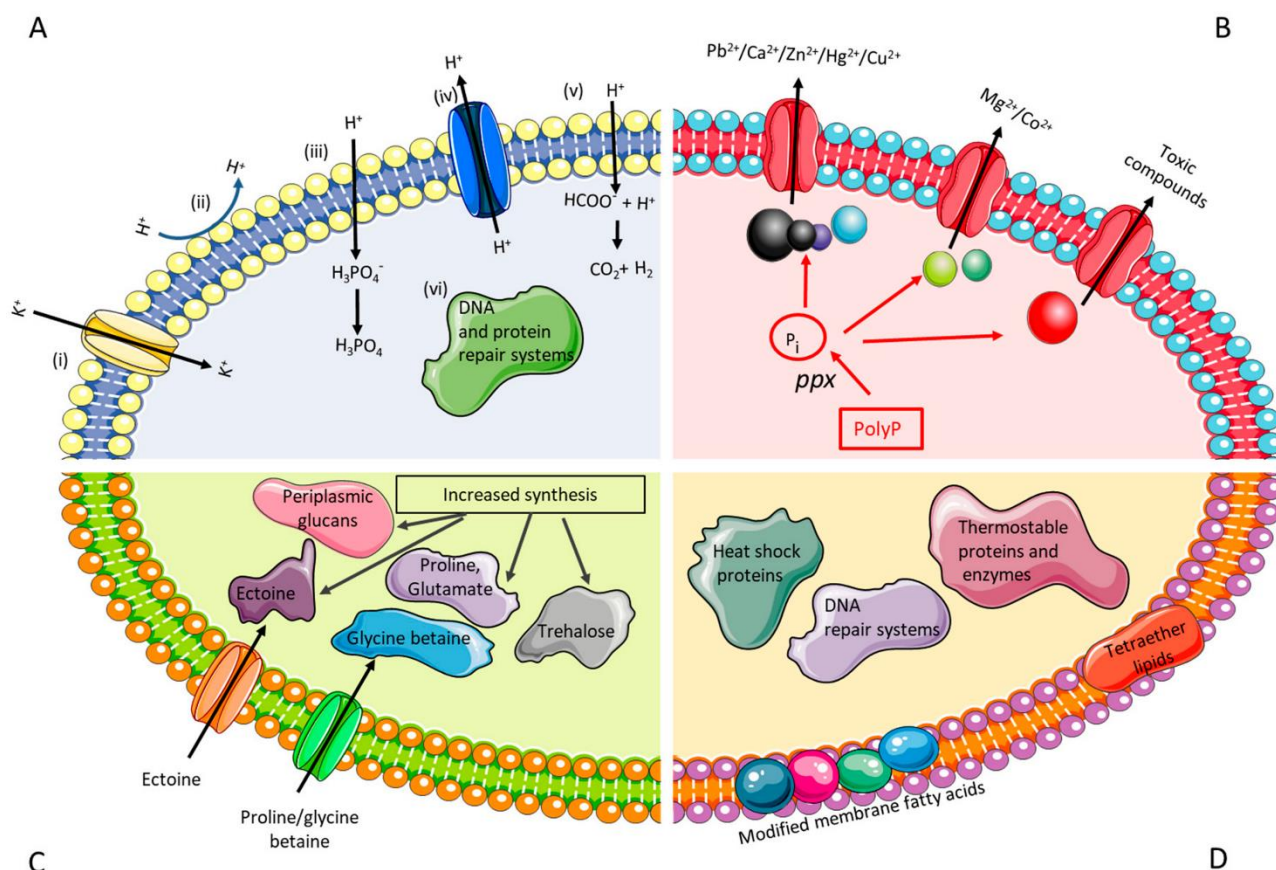 A
B
H⁺
(iv)
(v)
H⁺
H⁺
(iii)
H⁺
(ii)
H⁺
HCOO⁻ + H⁺
H⁺
CO₂+ H₂
H₃PO₄⁻
(vi)
DNA
and protein
repair systems
H₃PO₄
K⁺
(i)
K⁺
Pb²⁺/Ca²⁺/Zn²⁺/Hg²⁺/Cu²⁺
Mg²⁺/Co²⁺
Toxic
compounds
Pᵢ
ppx
PolyP
Periplasmic
glucans
Increased synthesis
Ectoine
Proline,
Glutamate
Glycine betaine
Trehalose
Ectoine
Proline/glycine
betaine
Heat shock
proteins
Thermostable
proteins and
enzymes
DNA
repair systems
Tetraether
lipids
Modified membrane fatty acids
C
D